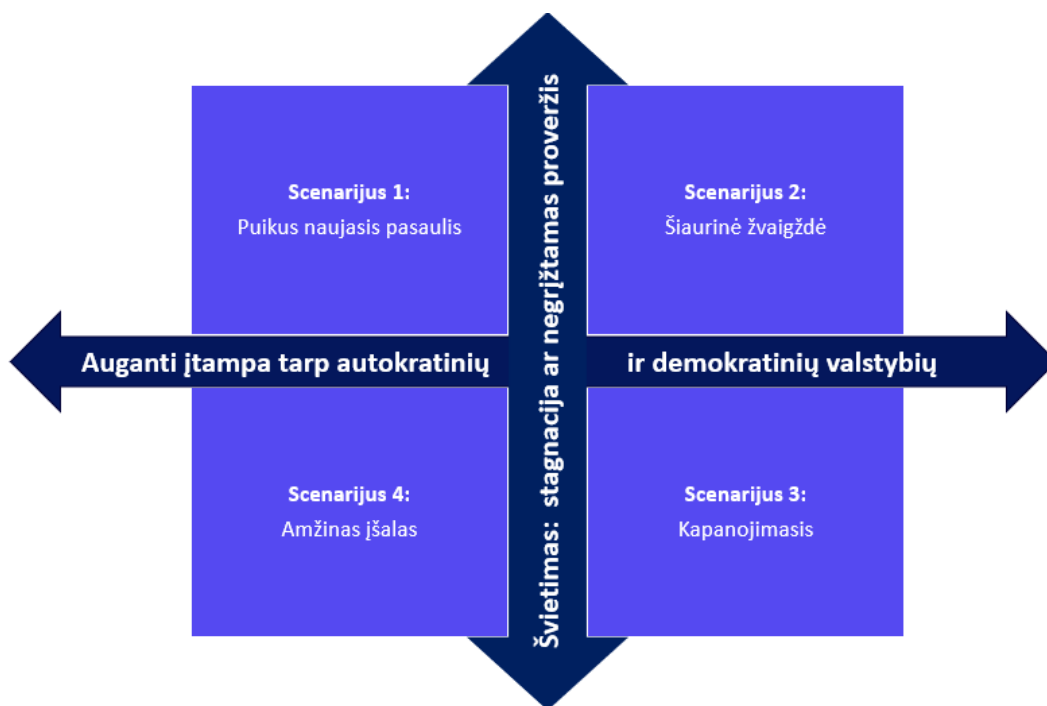 Scenarijus 1:
Puikus naujasis pasaulis
Scenarijus 2:
Šiaurinė žvaigždė
Švietimas: stagnacija ar negrįžtamas proveržis
Auganti įtampa tarp autokratinių ir demokratinių valstybių
Scenarijus 4:
Amžinas įšalas
Scenarijus 3:
Kapanojimasis